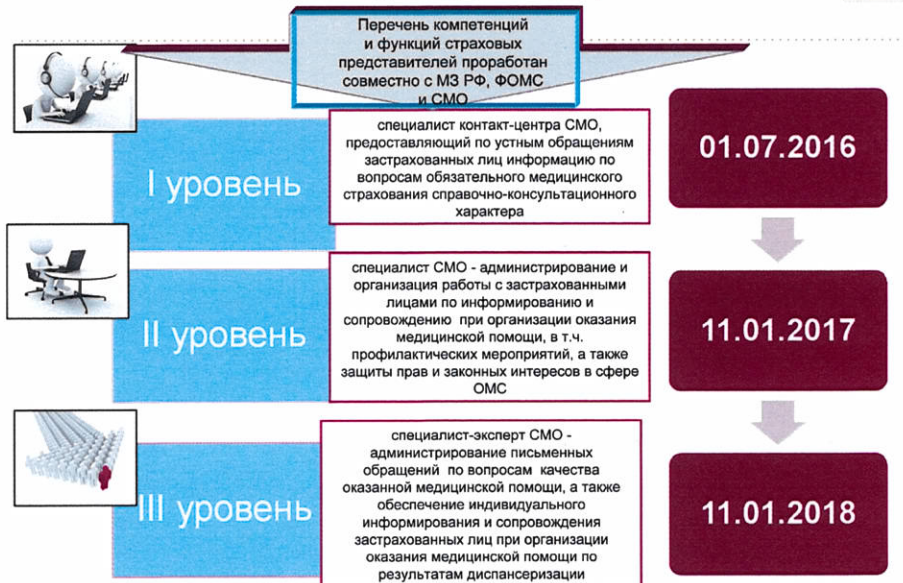 Перечень компетенций
и функций страховых
представителей проработан
совместно с МЗ РФ, ФОМС
и СМО
I уровень
специалист контакт-центра СМО,
предоставляющий по устным обращениям
застрахованных лиц информацию по
вопросам обязательного медицинского
страхования справочно-консультационного
характера
01.07.2016
II уровень
специалист СМО - администрирование и
организация работы с застрахованными
лицами по информированию и
сопровождению при организации оказания
медицинской помощи, в т.ч.
профилактических мероприятий, а также
защиты прав и законных интересов в сфере
ОМС
11.01.2017
III уровень
специалист-эксперт СМО -
администрирование письменных
обращений по вопросам качества
оказанной медицинской помощи, а также
обеспечение индивидуального
информирования и сопровождения
застрахованных лиц при организации
оказания медицинской помощи по
результатам диспансеризации
11.01.2018